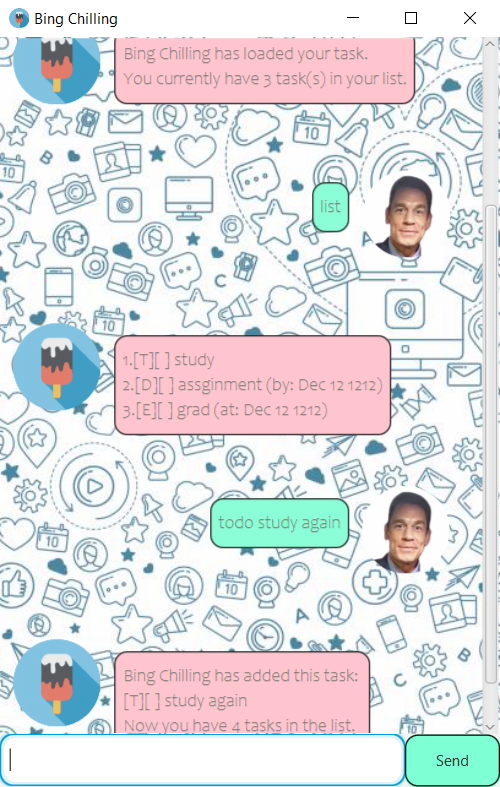 Bing Chilling
Bing Chilling has loaded your task.
You currently have 3 task(s) in your list.
list
1.[T][ ] study
2.[D][ ] assginment (by: Dec 12 1212)
3.[E][ ] grad (at: Dec 12 1212)
todo study again
Bing Chilling has added this task:
[T][ ] study again
Now you have 4 tasks in the list.
Send